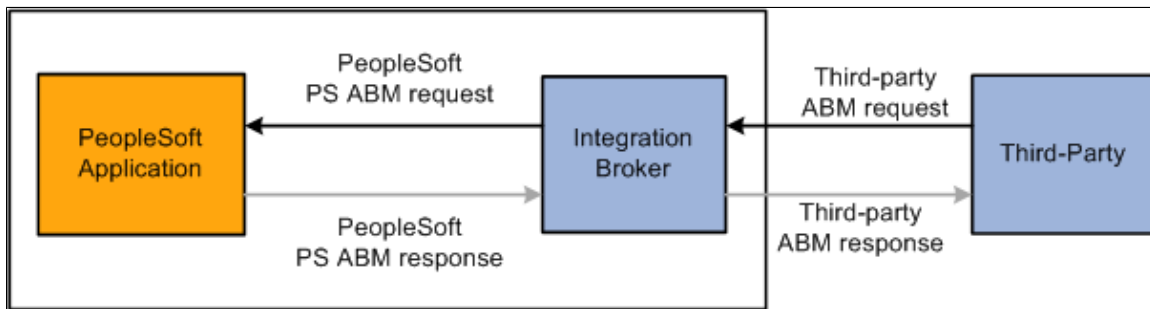 PeopleSoft
Application
PeopleSoft
PS ABM request
PeopleSoft
PS ABM response
Integration
Broker
Third-party
ABM request
Third-party
ABM response
Third-Party